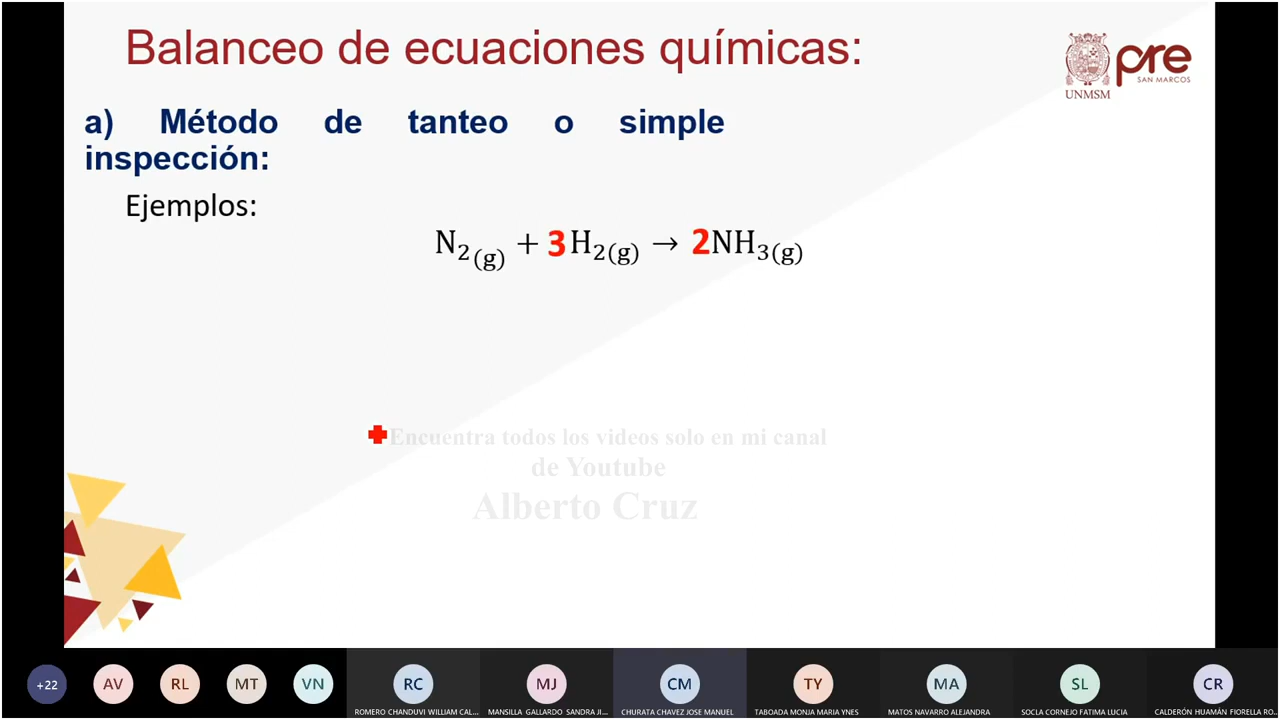 Balanceo de ecuaciones químicas:
pre
SAN MARCOS
UNMSM
a) Método de tanteo o simple
inspección:
Ejemplos:
N₂(g) + 3H₂(g) → 2NH₃(g)
Encuentra todos los videos solo en mi canal
de Youtube
Alberto Cruz
+22 AV RL MT VN RC MJ CM TY MA SL CR
ROMERO CHANDUVI WILLIAM CAL... MANSILLA GALLARDO SANDRA JI... CHURATA CHAVEZ JOSE MANUEL TABOADA MONJA MARIA YNES MATOS NAVARRO ALEJANDRA SOCLA CORNEJO FATIMA LUCIA CALDERÓN HUAMÁN FIORELLA RO...